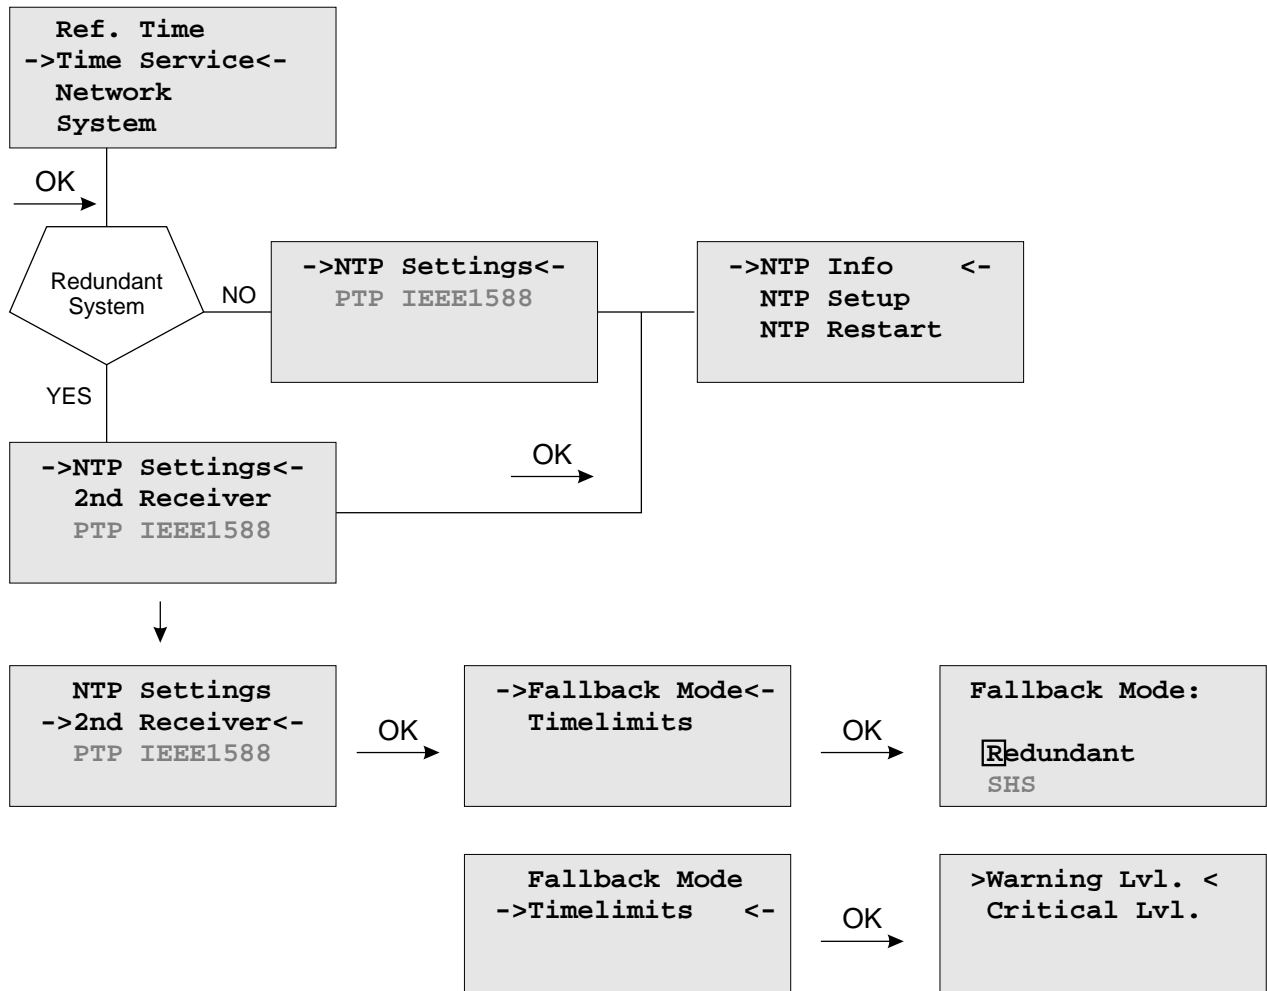 Ref. Time
->Time Service<-
Network
System
OK
Redundant
System
NO
YES
->NTP Settings<-
PTP IEEE1588
->NTP Info <-
NTP Setup
NTP Restart
->NTP Settings<-
2nd Receiver
PTP IEEE1588
OK
NTP Settings
->2nd Receiver<-
PTP IEEE1588
OK
->Fallback Mode<-
Timelimits
OK
Fallback Mode:
Redundant
SHS
Fallback Mode
->Timelimits <-
OK
>Warning Lvl. <
Critical Lvl.